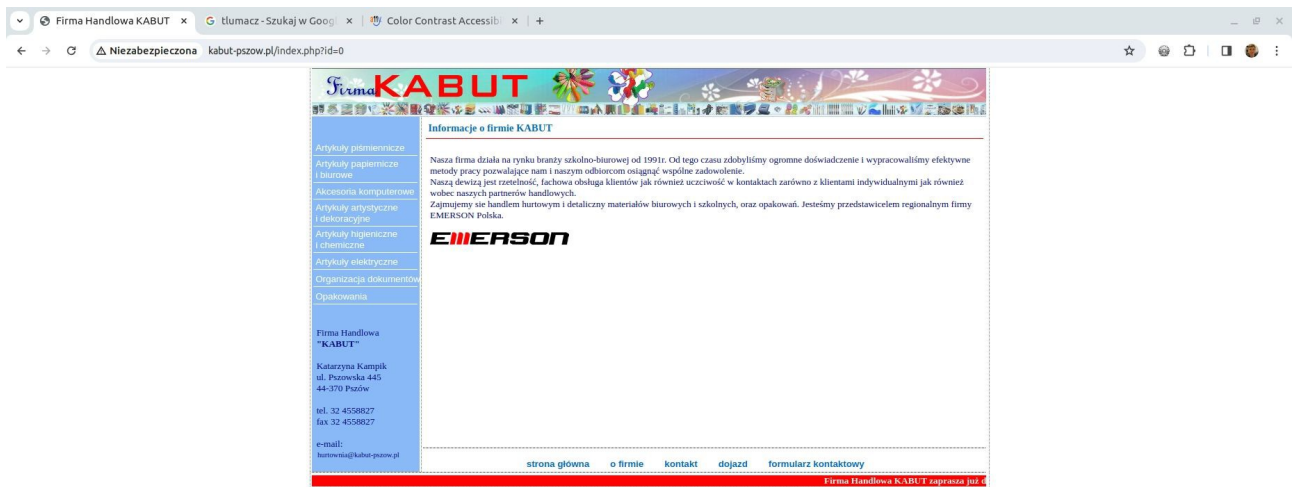 Firma Handlowa KABUT
tlumacz - Szukaj w Googl
Color Contrast Accessibi
Niezabezpieczona
kabut-pszow.pl/index.php?id=0
Firma KABUT
Informacje o firmie KABUT
Artykuły piśmiennicze
Artykuły papiernicze
i biurowe
Akcesoria komputerowe
Artykuły artystyczne
i dekoracyjne
Artykuły higieniczne
i chemiczne
Artykuły elektryczne
Organizacja dokumentów
Opakowania
Firma Handlowa
"KABUT"
Katarzyna Kampik
ul. Pszowska 445
44-370 Pszów
tel. 32 4558827
fax 32 4558827
e-mail:
hurtownia@kabut-pszow.pl
Nasza firma działa na rynku branży szkolno-biurowej od 1991r. Od tego czasu zdobyliśmy ogromne doświadczenie i wypracowaliśmy efektywne
metody pracy pozwalające nam i naszym odbiorcom osiągnąć wspólne zadowolenie.
Naszą dewizą jest rzetelność, fachowa obsługa klientów jak również uczciwość w kontaktach zarówno z klientami indywidualnymi jak również
wobec naszych partnerów handlowych.
Zajmujemy sie handlem hurtowym i detaliczny materiałów biurowych i szkolnych, oraz opakowań. Jesteśmy przedstawicelem regionalnym firmy
EMERSON Polska.
EMERSON
strona główna o firmie kontakt dojazd formularz kontaktowy
Firma Handlowa KABUT zaprasza już d